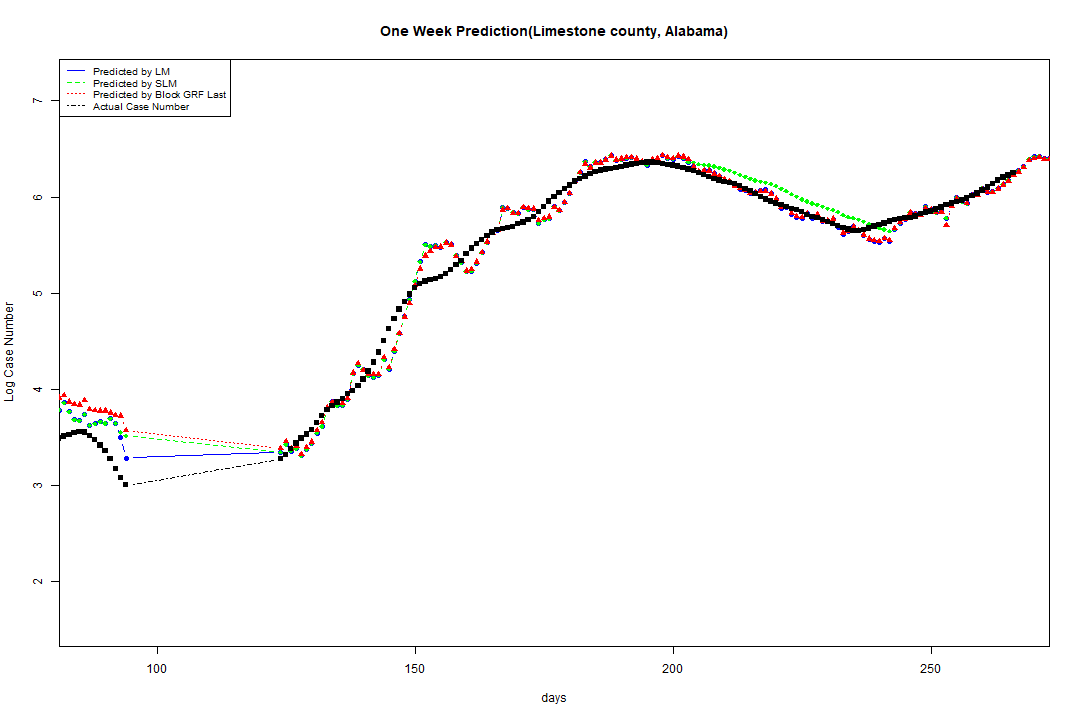 One Week Prediction(Limestone county, Alabama)
Predicted by LM
Predicted by SLM
Predicted by Block GRF Last
Actual Case Number
7
6
5
4
3
2
Log Case Number
100
150
200
250
days